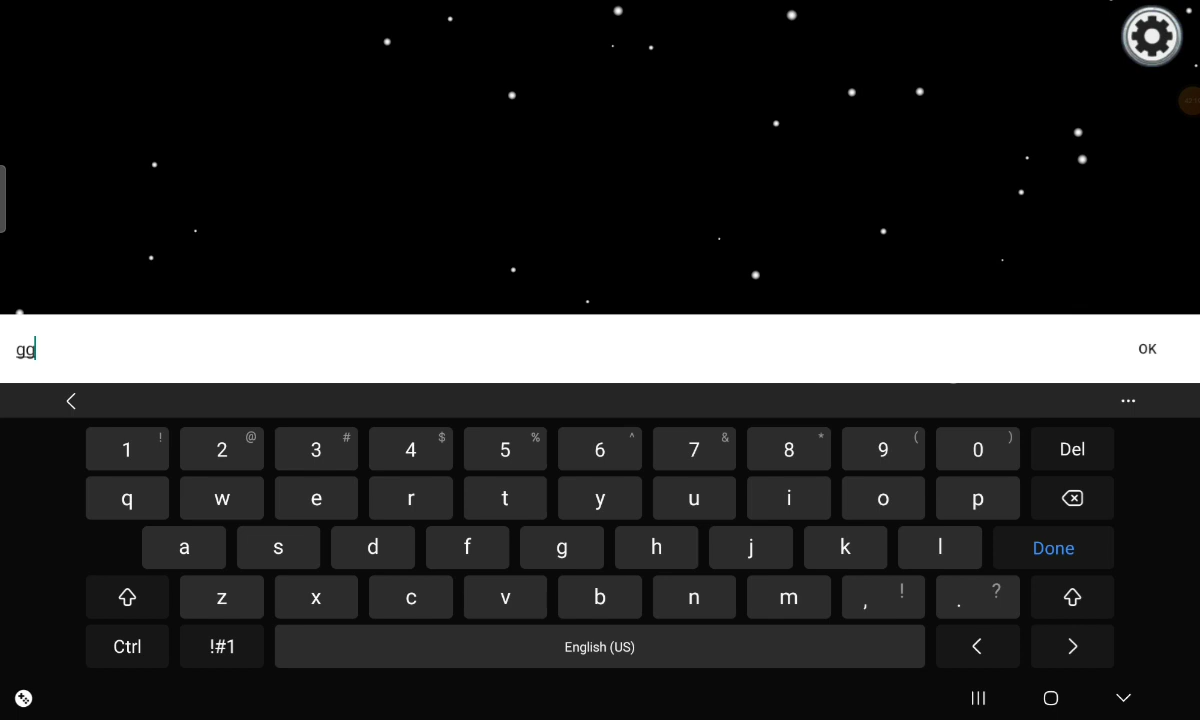 gg
OK
1 ! 2 @ 3 # 4 $ 5 % 6 ^ 7 & 8 * 9 ( 0 ) Del
q w e r t y u i o p
a s d f g h j k l Done
z x c v b n m , ! . ?
Ctrl !#1 English (US) < >